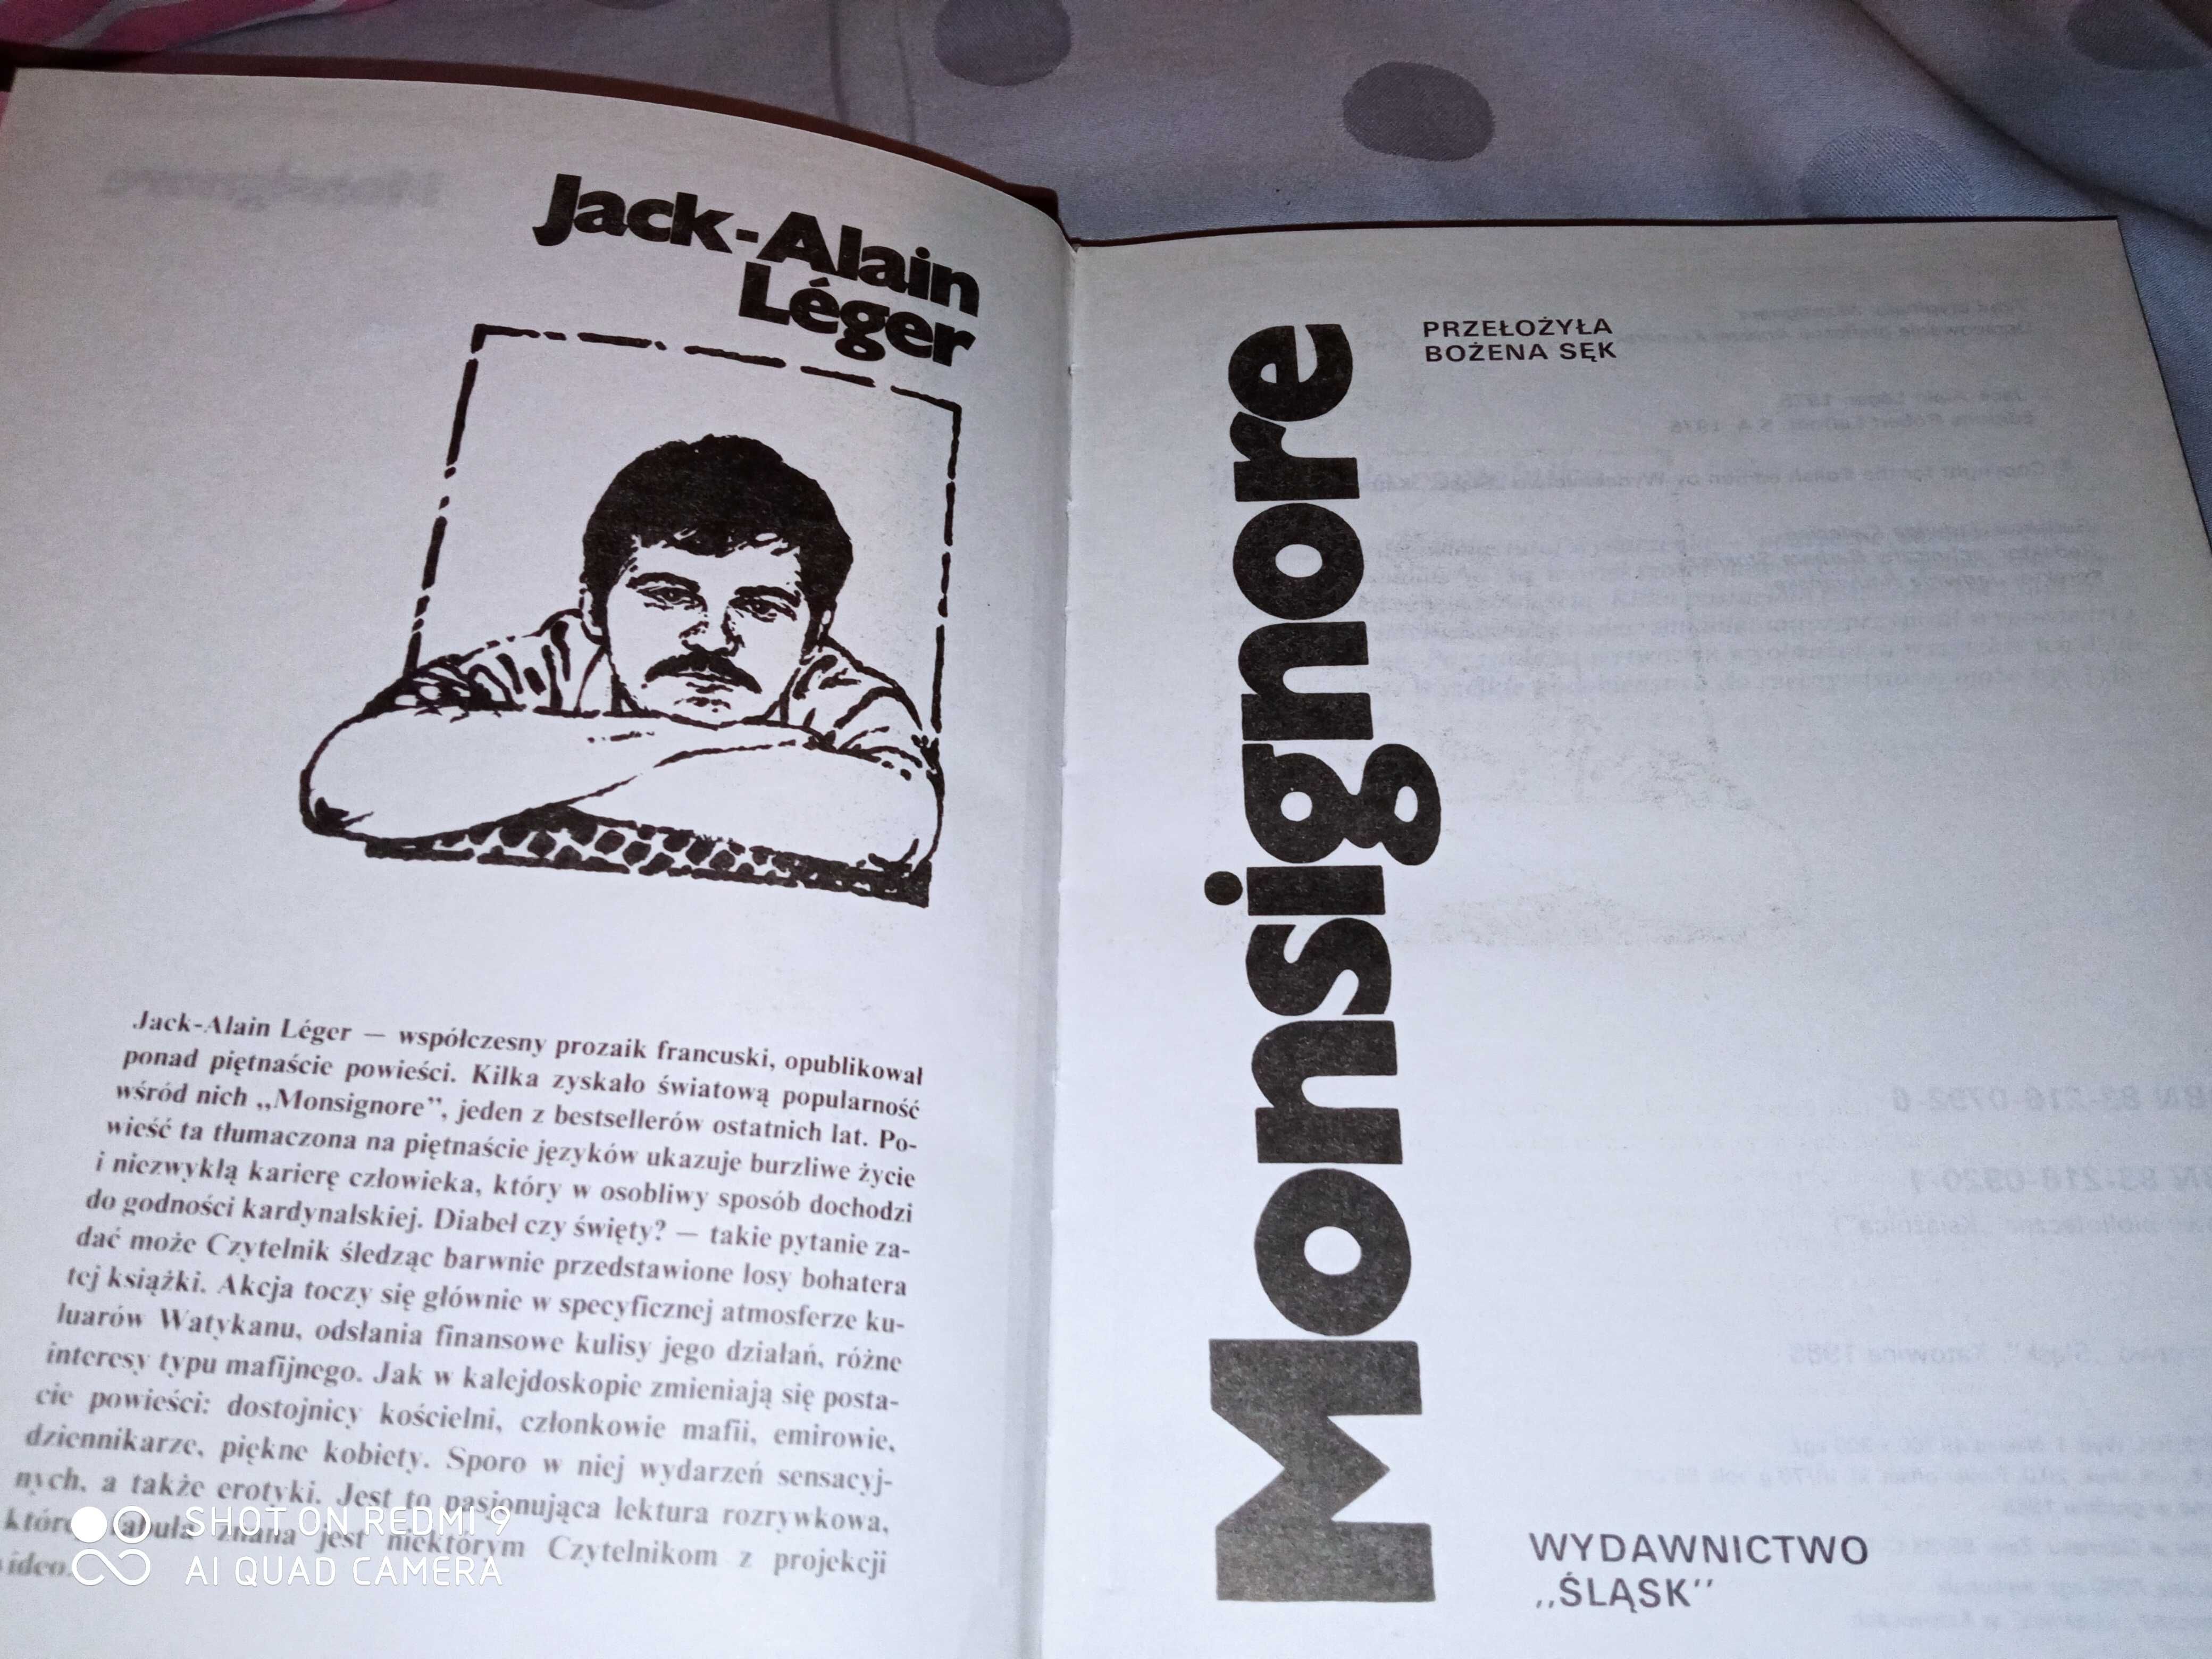 Jack-Alain
Léger
Jack-Alain Léger — współczesny prozaik francuski, opublikował
ponad piętnaście powieści. Kilka zyskało światową popularność
wśród nich „Monsignore”, jeden z bestsellerów ostatnich lat. Po-
wieść ta tłumaczona na piętnaście języków ukazuje burzliwe życie
i niezwykłą karierę człowieka, który w osobliwy sposób dochodzi
do godności kardynalskiej. Diabeł czy święty? — takie pytanie za-
dać może Czytelnik śledząc barwnie przedstawione losy bohatera
tej książki. Akcja toczy się głównie w specyficznej atmosferze ku-
luarów Watykanu, odsłania finansowe kulisy jego działań, różne
interesy typu mafijnego. Jak w kalejdoskopie zmieniają się posta-
cie powieści: dostojnicy kościelni, członkowie mafii, emirowie,
dziennikarze, piękne kobiety. Sporo w niej wydarzeń sensacyj-
nych, a także erotyki. Jest to pasjonująca lektura rozrywkowa,
fabuła znana jest niektórym Czytelnikom z projekcji
video.
SHOT ON REDMI 9
AI QUAD CAMERA
Monsignore
PRZEŁOŻYŁA
BOŻENA SĘK
WYDAWNICTWO
„ŚLĄSK”